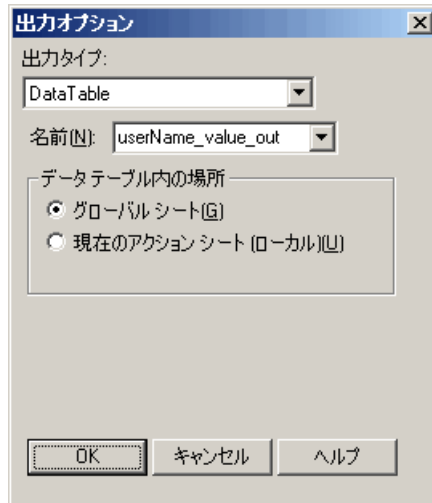 出力オプション
出力タイプ:
DataTable
名前(N): userName_value_out
データ テーブル内の場所
グローバル シート(G)
現在のアクション シート (ローカル)(U)
OK キャンセル ヘルプ